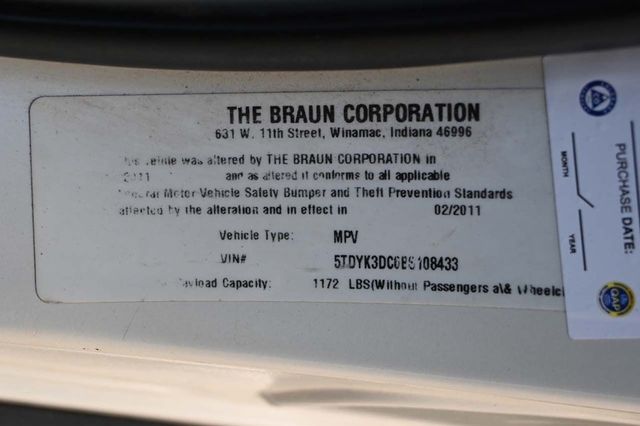 THE BRAUN CORPORATION
631 W. 11th Street, Winamac, Indiana 46996
was altered by THE BRAUN CORPORATION in
2011 and as altered it conforms to all applicable
Motor Vehicle Safety Bumper and Theft Prevention Standards
affected by the alteration and in effect in 02/2011
Vehicle Type: MPV
VIN#
Capacity: 1172 LBS(Without Passengers
PURCHASE DATE:
MONTH
YEAR
QAP